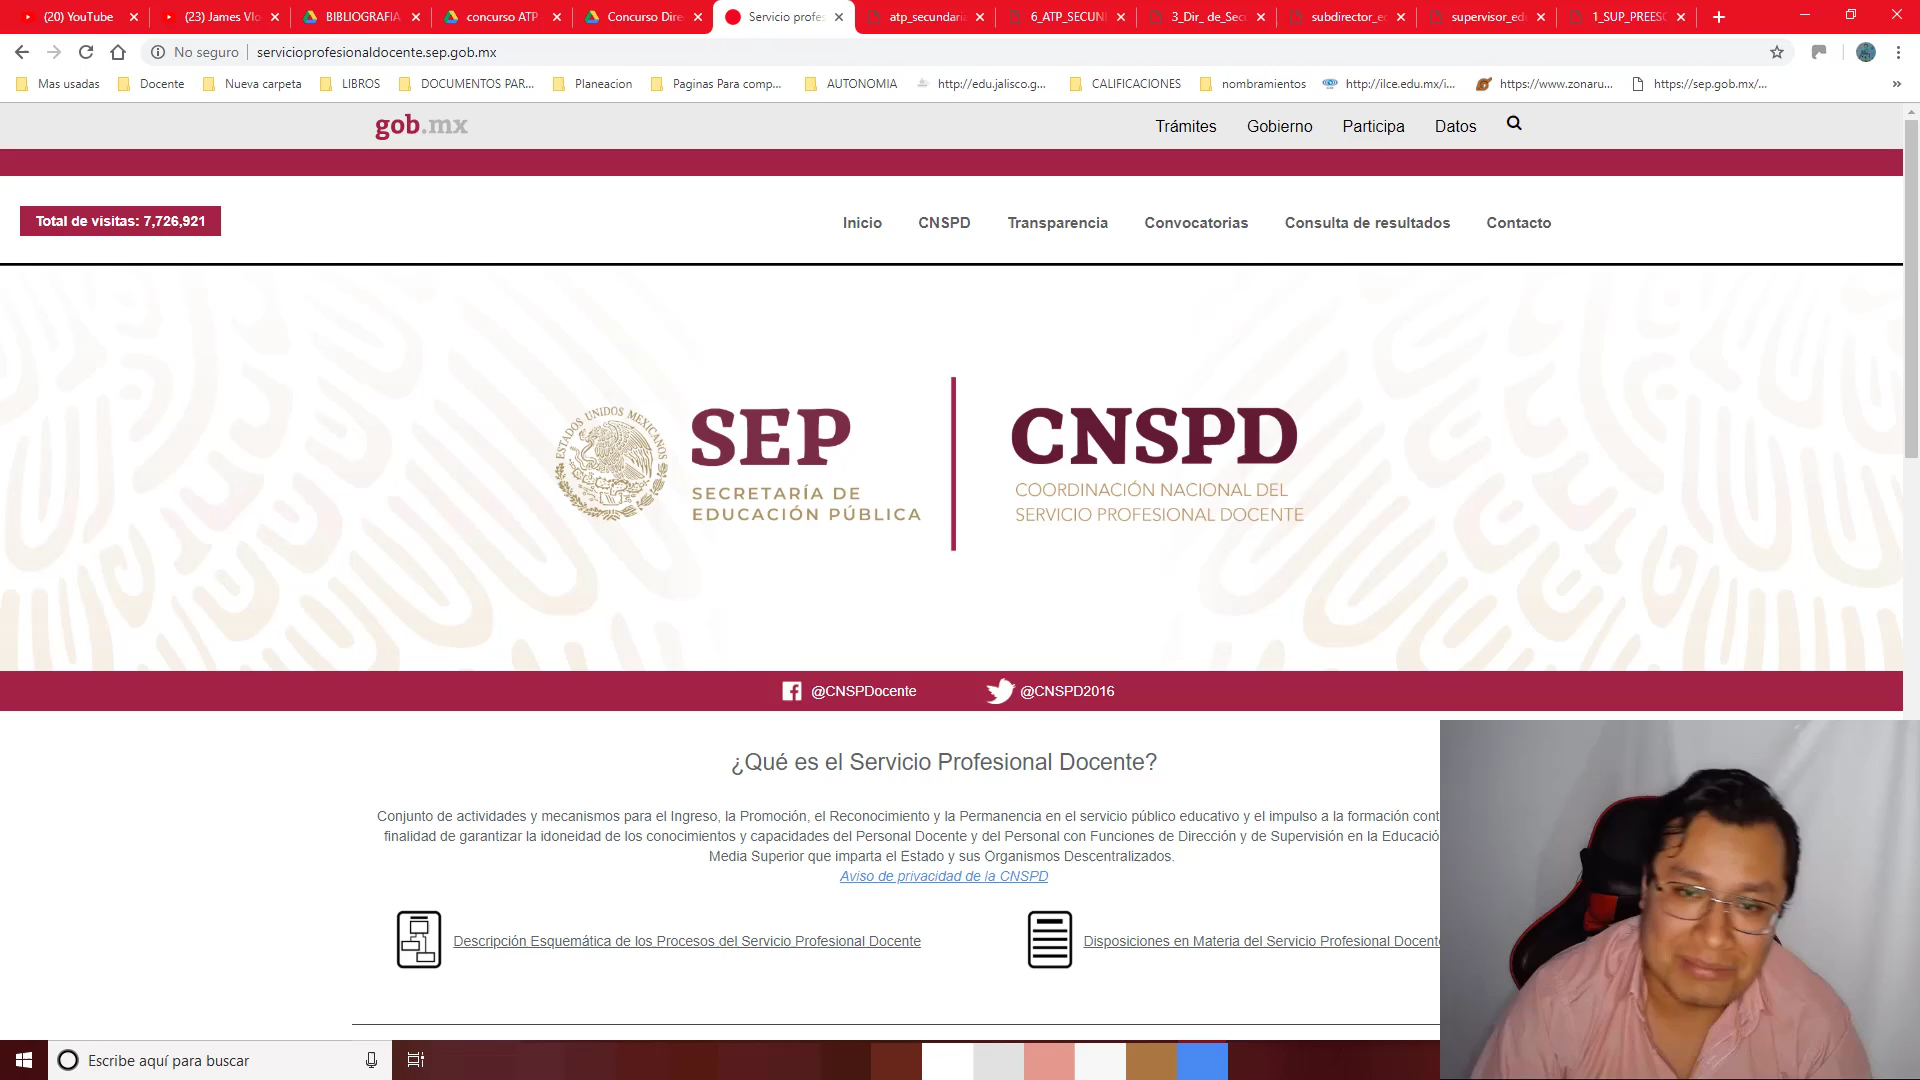 (20) YouTube
(23) James Vlo
BIBLIOGRAFIA
concurso ATP
Concurso Dire
Servicio profes
atp_secundaria
6_ATP_SECUN
3_Dir_ de_Sec
subdirector_ec
supervisor_ed
1_SUP_PREESC
No seguro
servicioprofesionaldocente.sep.gob.mx
Mas usadas
Docente
Nueva carpeta
LIBROS
DOCUMENTOS PAR...
Planeacion
Paginas Para comp...
AUTONOMIA
http://edu.jalisco.g...
CALIFICACIONES
nombramientos
http://ilce.edu.mx/i...
https://www.zonaru...
https://sep.gob.mx/...
»
gob.mx
Trámites
Gobierno
Participa
Datos
Total de visitas: 7,726,921
Inicio
CNSPD
Transparencia
Convocatorias
Consulta de resultados
Contacto
ESTADOS UNIDOS MEXICANOS
SEP
SECRETARÍA DE
EDUCACIÓN PÚBLICA
CNSPD
COORDINACIÓN NACIONAL DEL
SERVICIO PROFESIONAL DOCENTE
@CNSPDocente
@CNSPD2016
¿Qué es el Servicio Profesional Docente?
Conjunto de actividades y mecanismos para el Ingreso, la Promoción, el Reconocimiento y la Permanencia en el servicio público educativo y el impulso a la formación cont
finalidad de garantizar la idoneidad de los conocimientos y capacidades del Personal Docente y del Personal con Funciones de Dirección y de Supervisión en la Educació
Media Superior que imparta el Estado y sus Organismos Descentralizados.
Aviso de privacidad de la CNSPD
Descripción Esquemática de los Procesos del Servicio Profesional Docente
Disposiciones en Materia del Servicio Profesional Docente
Escribe aquí para buscar